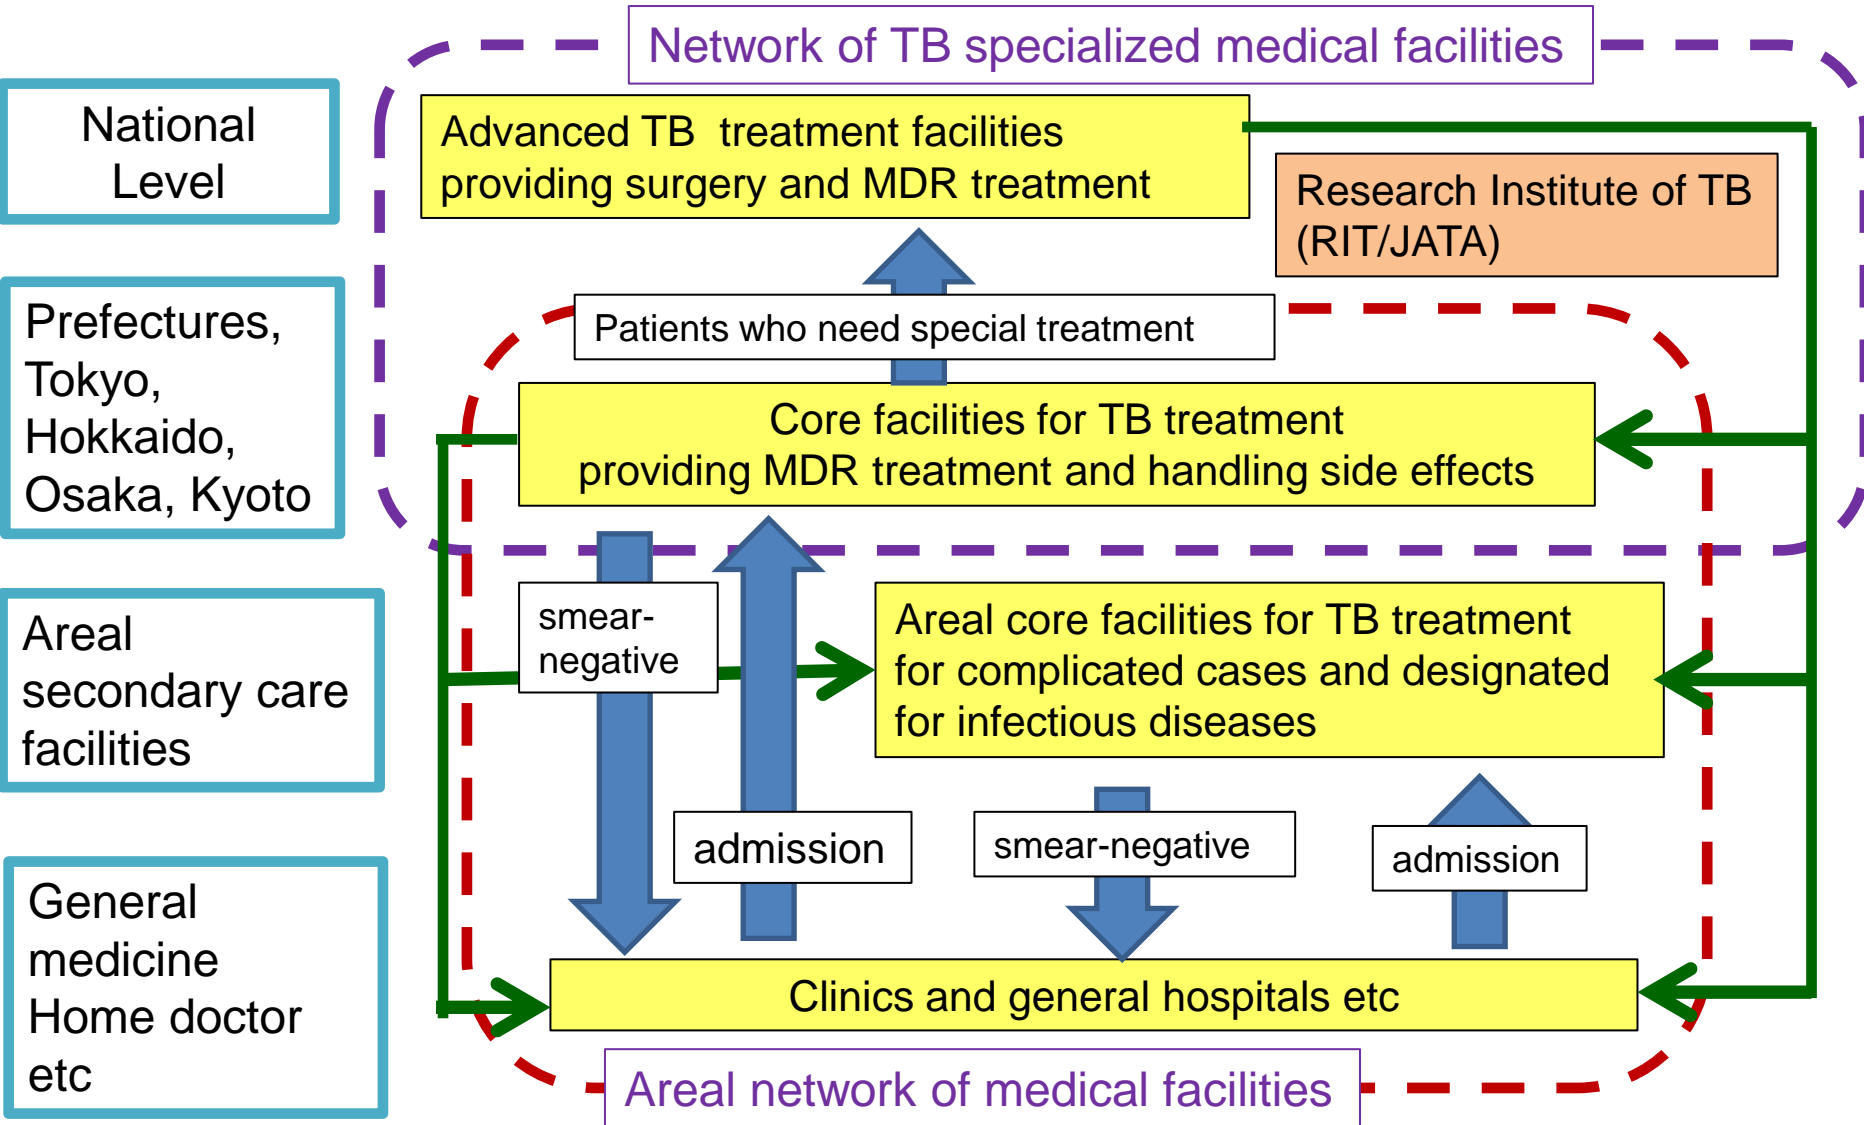 Network of TB specialized medical facilities
National
Level
Advanced TB treatment facilities
providing surgery and MDR treatment
Research Institute of TB
(RIT/JATA)
Prefectures,
Tokyo,
Hokkaido,
Osaka, Kyoto
Patients who need special treatment
Core facilities for TB treatment
providing MDR treatment and handling side effects
Areal
secondary care
facilities
smear-
negative
Areal core facilities for TB treatment
for complicated cases and designated
for infectious diseases
admission
smear-negative
admission
General
medicine
Home doctor
etc
Clinics and general hospitals etc
Areal network of medical facilities